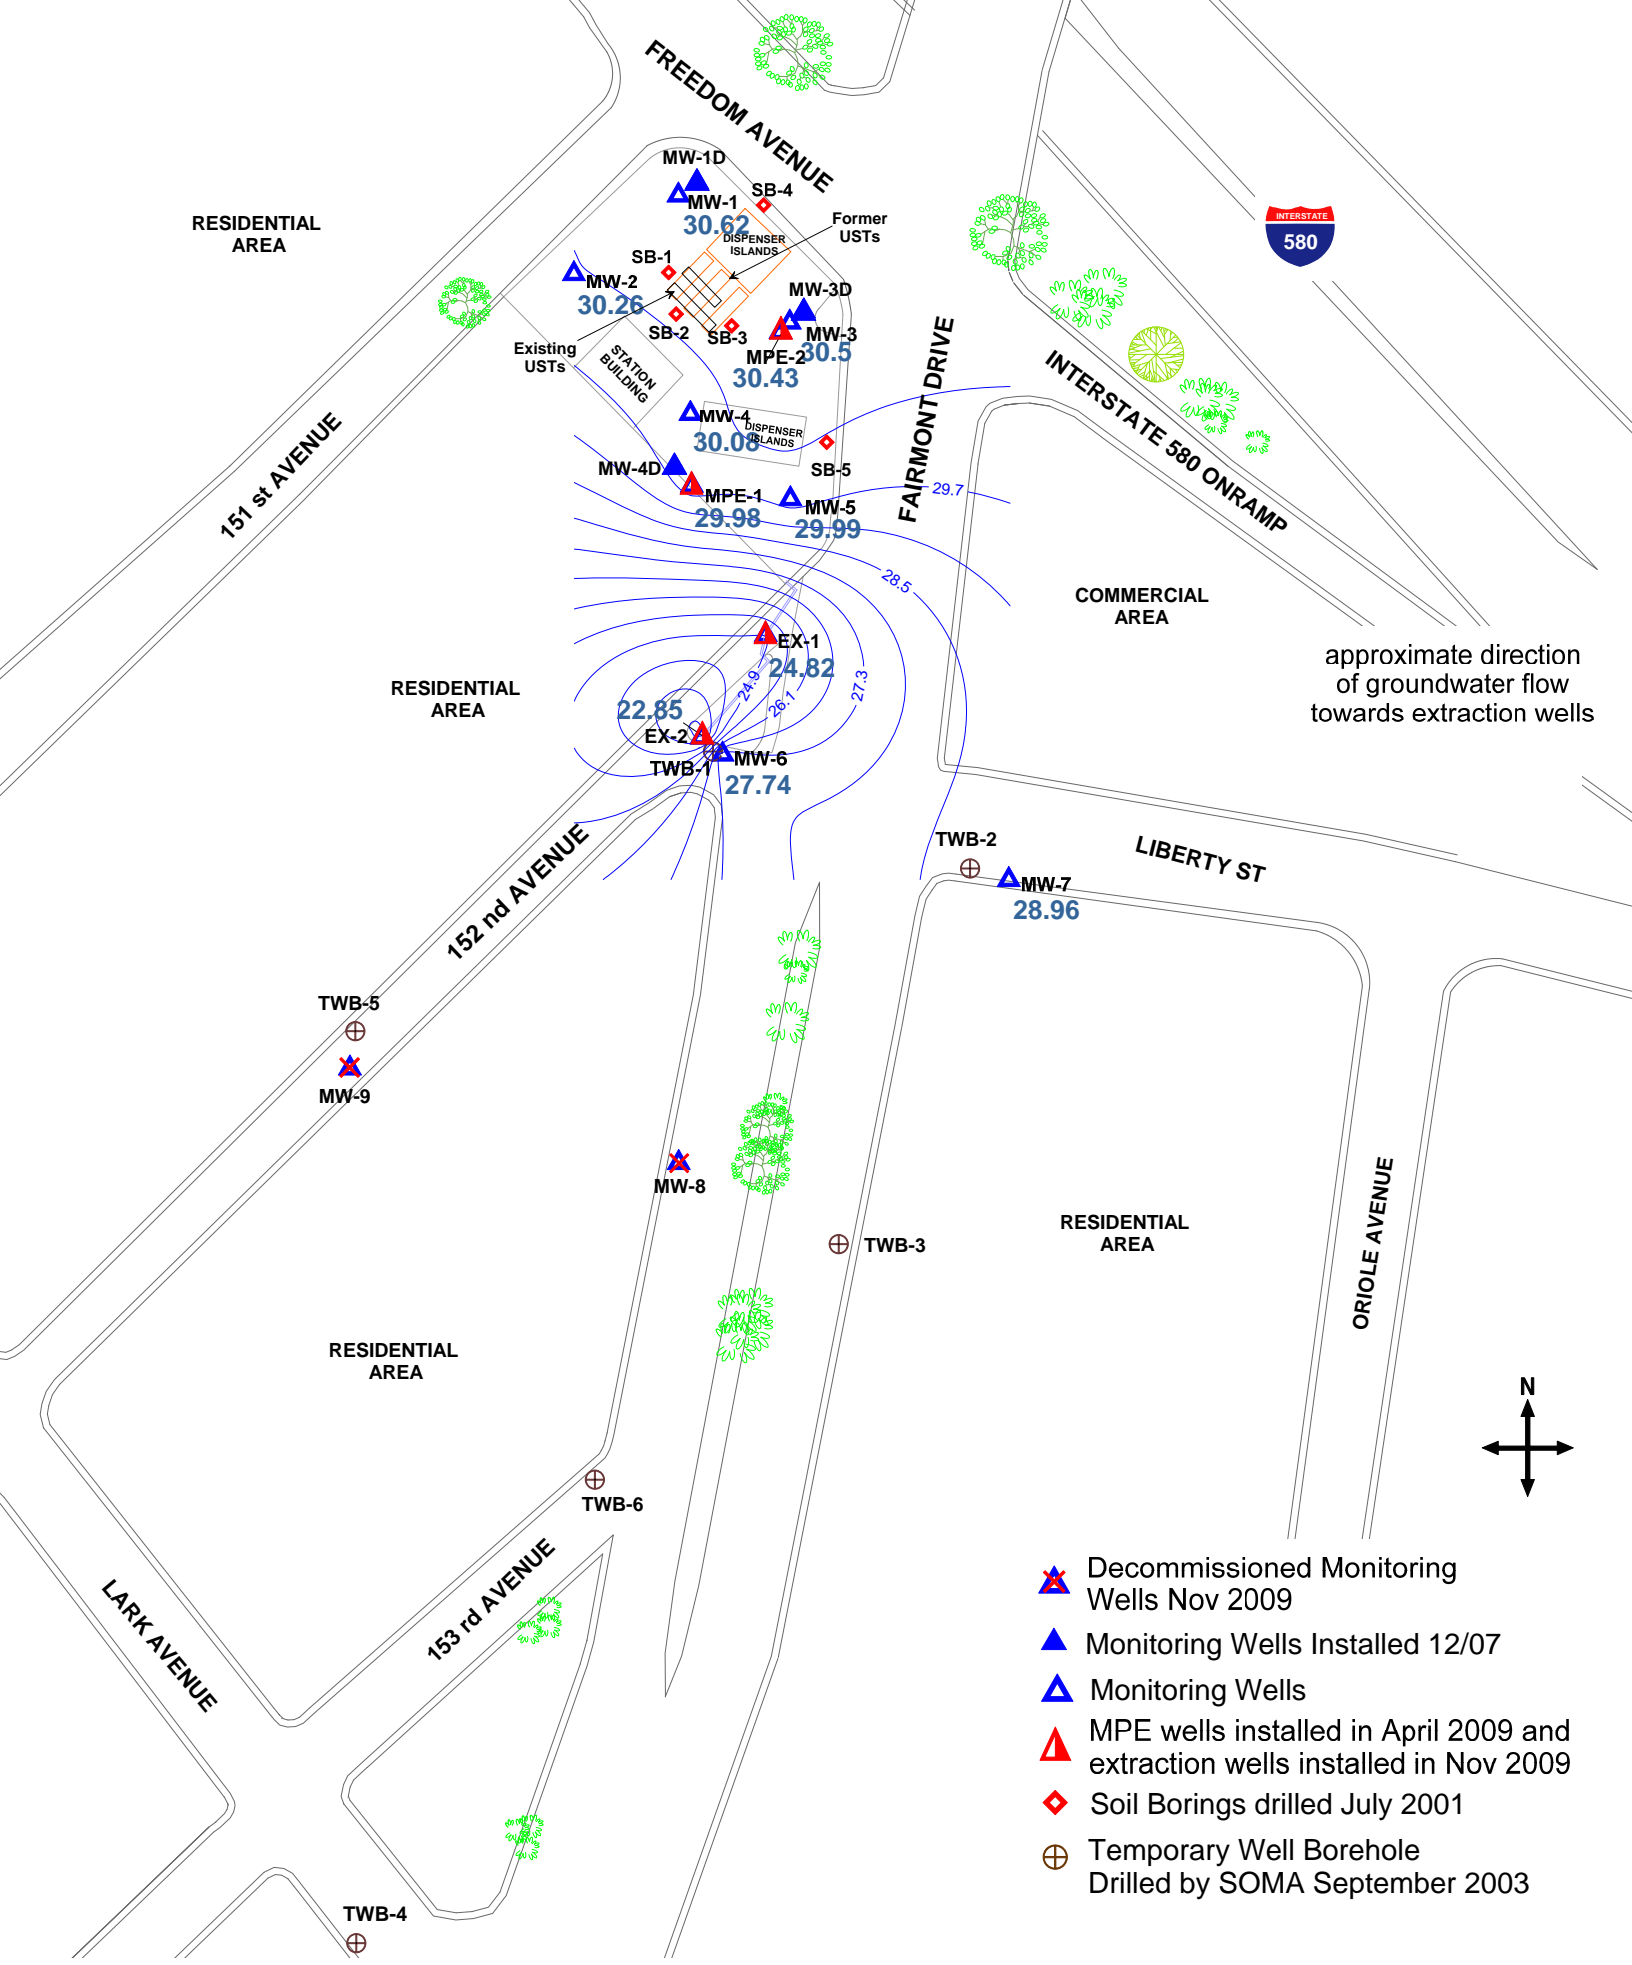 FREEDOM AVENUE
MW-1D
MW-1
30.62
SB-4
Former
USTs
DISPENSER
ISLANDS
RESIDENTIAL
AREA
INTERSTATE
580
SB-1
MW-2
30.26
MW-3D
SB-2
SB-3
MW-3
30.5
MPE-2
30.43
Existing
USTs
STATION
BUILDING
FAIRMONT DRIVE
INTERSTATE 580 ONRAMP
151 st AVENUE
MW-4
30.08
DISPENSER
ISLANDS
MW-4D
SB-5
MPE-1
29.98
MW-5
29.99
29.7
28.5
COMMERCIAL
AREA
EX-1
24.82
24.9
26.1
27.3
approximate direction
of groundwater flow
towards extraction wells
RESIDENTIAL
AREA
22.85
EX-2
TWB-1
MW-6
27.74
152 nd AVENUE
TWB-2
LIBERTY ST
MW-7
28.96
TWB-5
MW-9
MW-8
TWB-3
RESIDENTIAL
AREA
ORIOLE AVENUE
RESIDENTIAL
AREA
N
TWB-6
153 rd AVENUE
LARK AVENUE
TWB-4
Decommissioned Monitoring
Wells Nov 2009
Monitoring Wells Installed 12/07
Monitoring Wells
MPE wells installed in April 2009 and
extraction wells installed in Nov 2009
Soil Borings drilled July 2001
Temporary Well Borehole
Drilled by SOMA September 2003